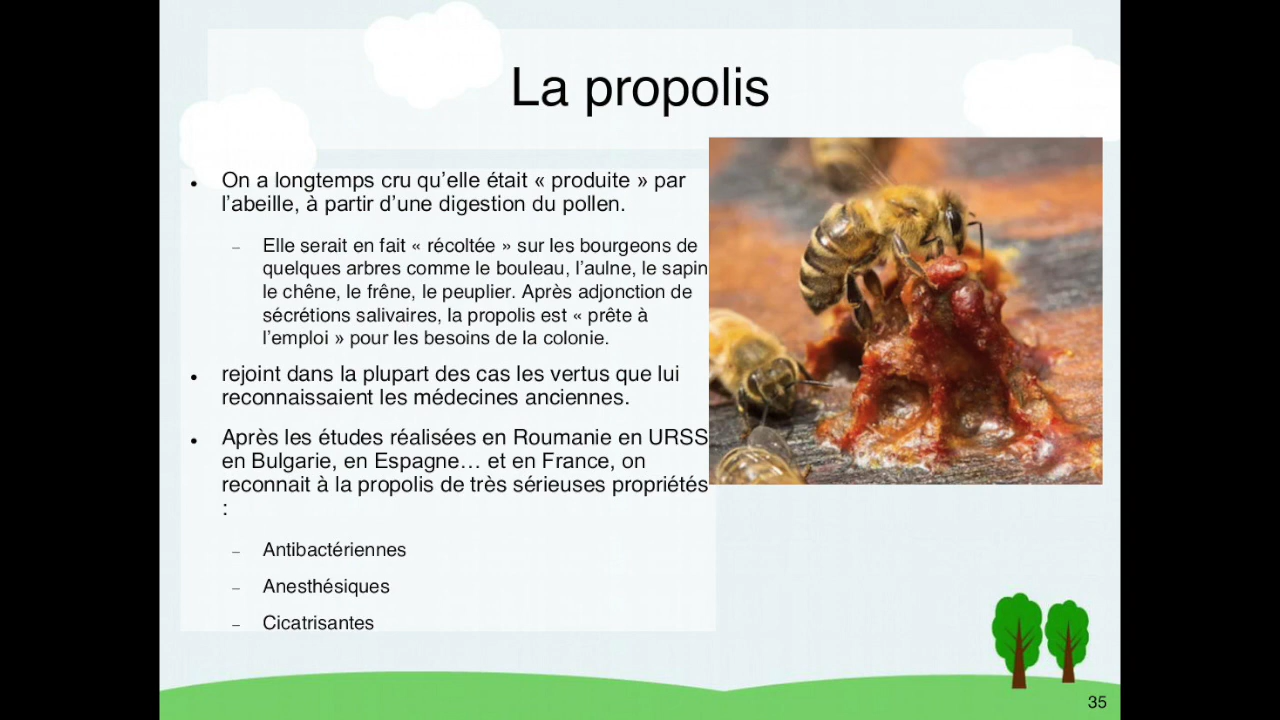 La propolis
On a longtemps cru qu’elle était « produite » par
l’abeille, à partir d’une digestion du pollen.
– Elle serait en fait « récoltée » sur les bourgeons de
quelques arbres comme le bouleau, l’aulne, le sapin
le chêne, le frêne, le peuplier. Après adjonction de
sécrétions salivaires, la propolis est « prête à
l’emploi » pour les besoins de la colonie.
rejoint dans la plupart des cas les vertus que lui
reconnaissaient les médecines anciennes.
Après les études réalisées en Roumanie en URSS
en Bulgarie, en Espagne… et en France, on
reconnait à la propolis de très sérieuses propriétés
:
– Antibactériennes
– Anesthésiques
– Cicatrisantes
35